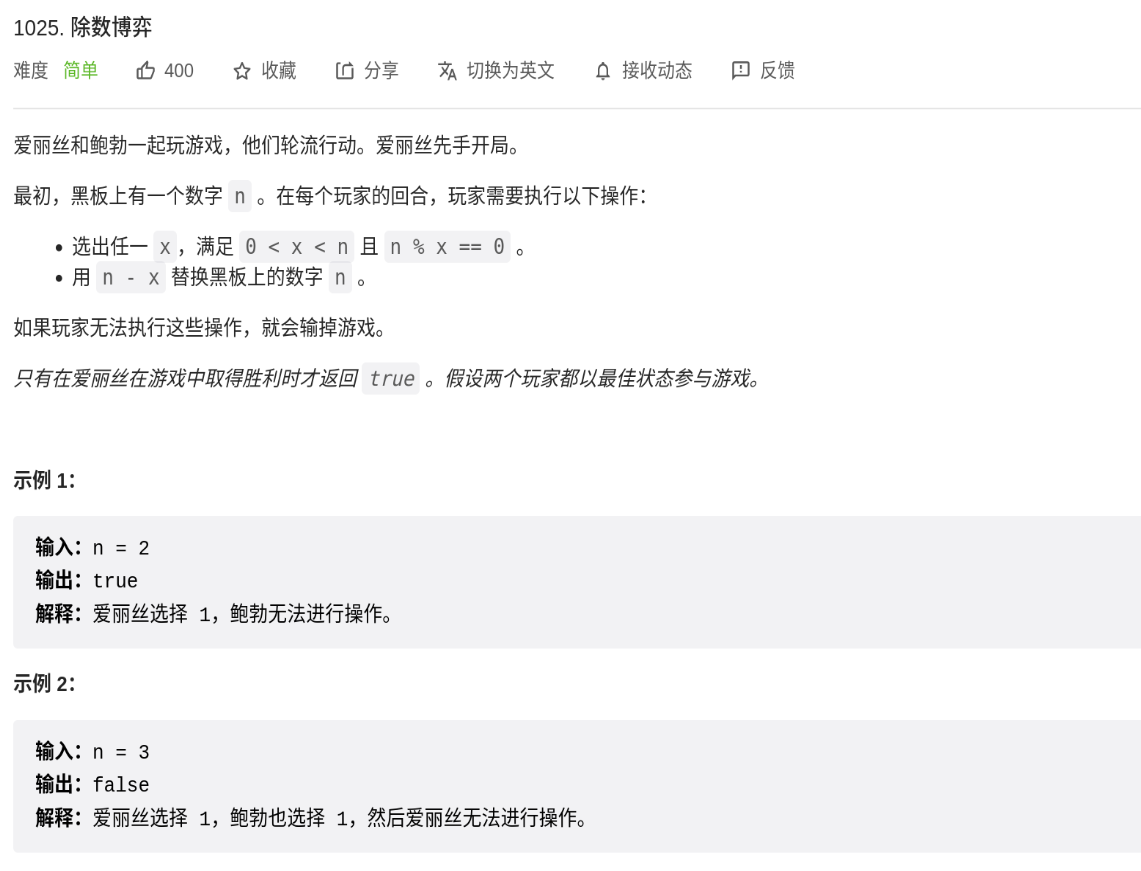 1025. 除数博弈
难度 简单 400 收藏 分享 切换为英文 接收动态 反馈
爱丽丝和鲍勃一起玩游戏，他们轮流行动。爱丽丝先手开局。
最初，黑板上有一个数字 n 。在每个玩家的回合，玩家需要执行以下操作：
• 选出任一 x，满足 0 < x < n 且 n % x == 0 。
• 用 n - x 替换黑板上的数字 n 。
如果玩家无法执行这些操作，就会输掉游戏。
只有在爱丽丝在游戏中取得胜利时才返回 true 。假设两个玩家都以最佳状态参与游戏。
示例 1：
输入：n = 2
输出：true
解释：爱丽丝选择 1，鲍勃无法进行操作。
示例 2：
输入：n = 3
输出：false
解释：爱丽丝选择 1，鲍勃也选择 1，然后爱丽丝无法进行操作。